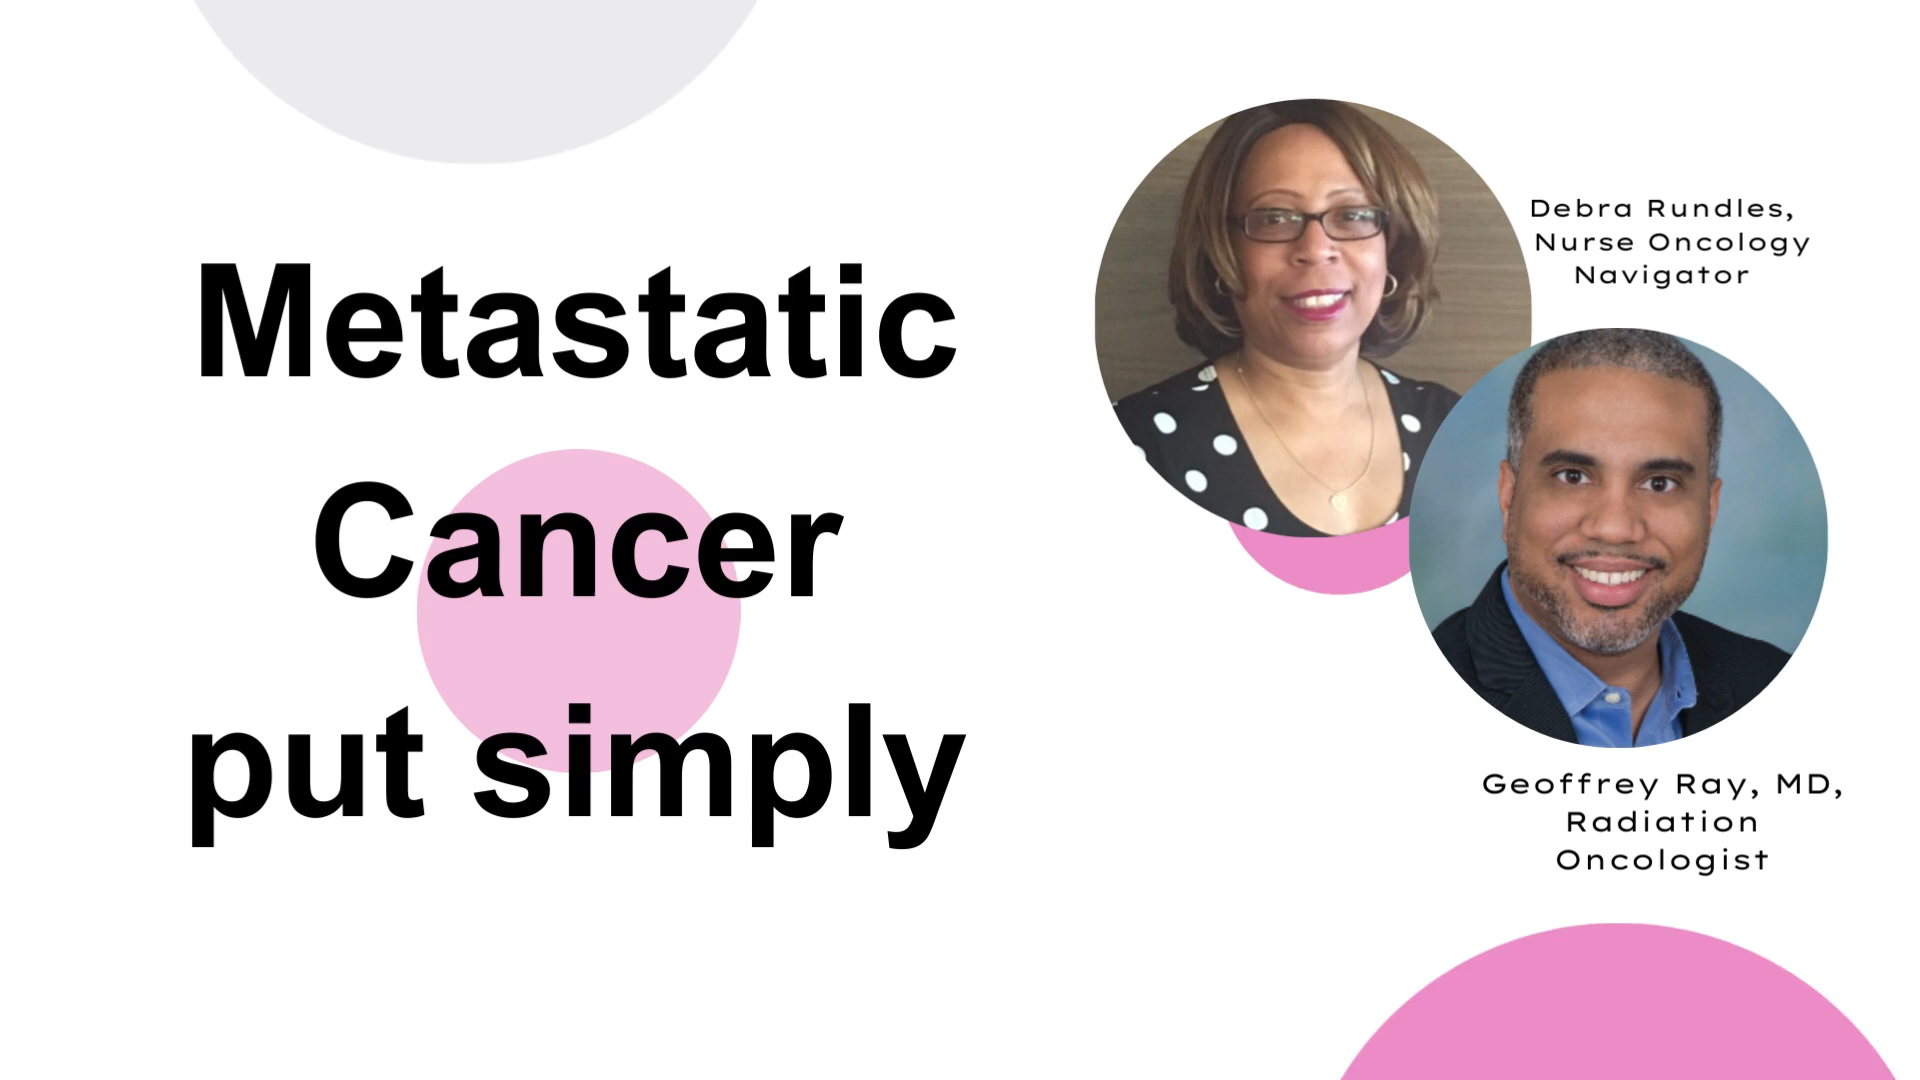 Metastatic
Cancer
put simply
Debra Rundles,
Nurse Oncology
Navigator
Geoffrey Ray, MD,
Radiation
Oncologist